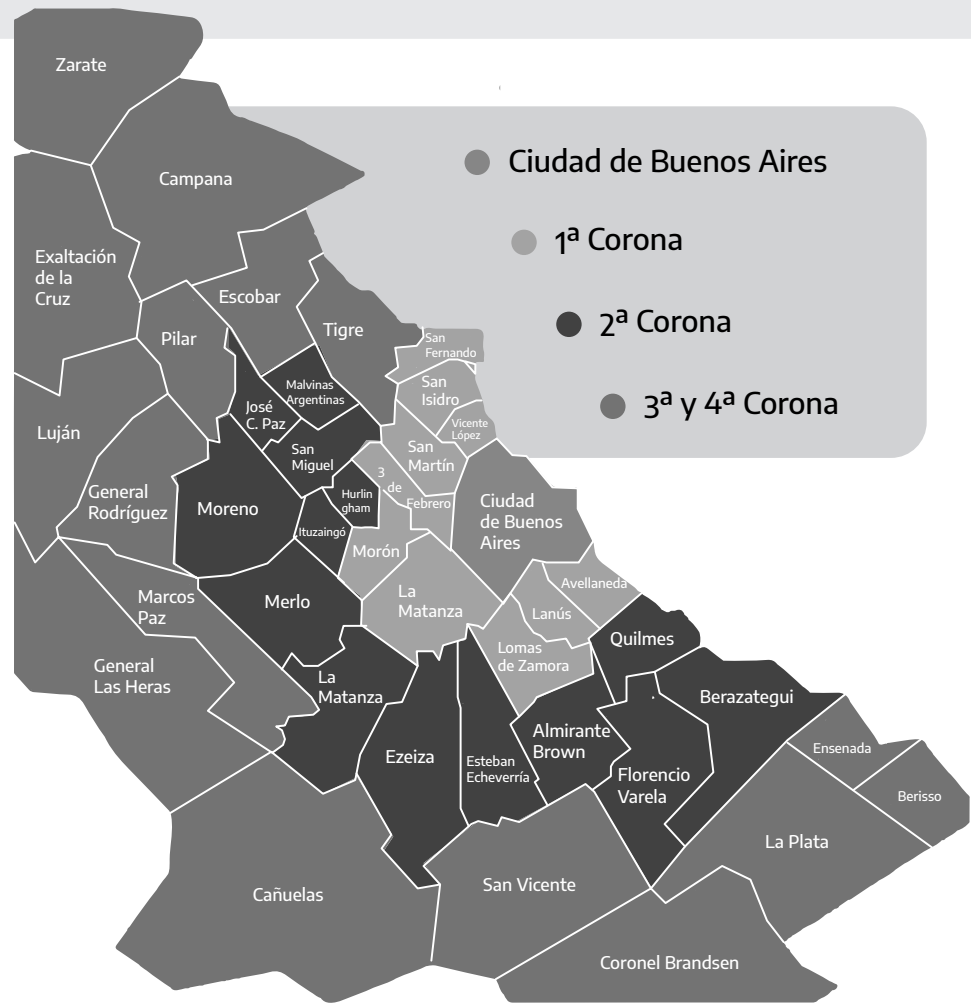 Zarate
Campana
Ciudad de Buenos Aires
1ª Corona
2ª Corona
3ª y 4ª Corona
Exaltación
de la
Cruz
Escobar
Tigre
Pilar
San
Fernando
Malvinas
Argentinas
San
Isidro
José
C. Paz
Vicente
López
Luján
San
Miguel
San
Martín
3
de
Febrero
General
Rodríguez
Moreno
Hurlin
gham
Ituzaingó
Ciudad
de Buenos
Aires
Morón
Avellaneda
Marcos
Paz
Merlo
La
Matanza
Lanús
Quilmes
Lomas
de Zamora
General
Las Heras
La
Matanza
Berazategui
Ezeiza
Esteban
Echeverría
Almirante
Brown
Florencio
Varela
Ensenada
Berisso
La Plata
Cañuelas
San Vicente
Coronel Brandsen